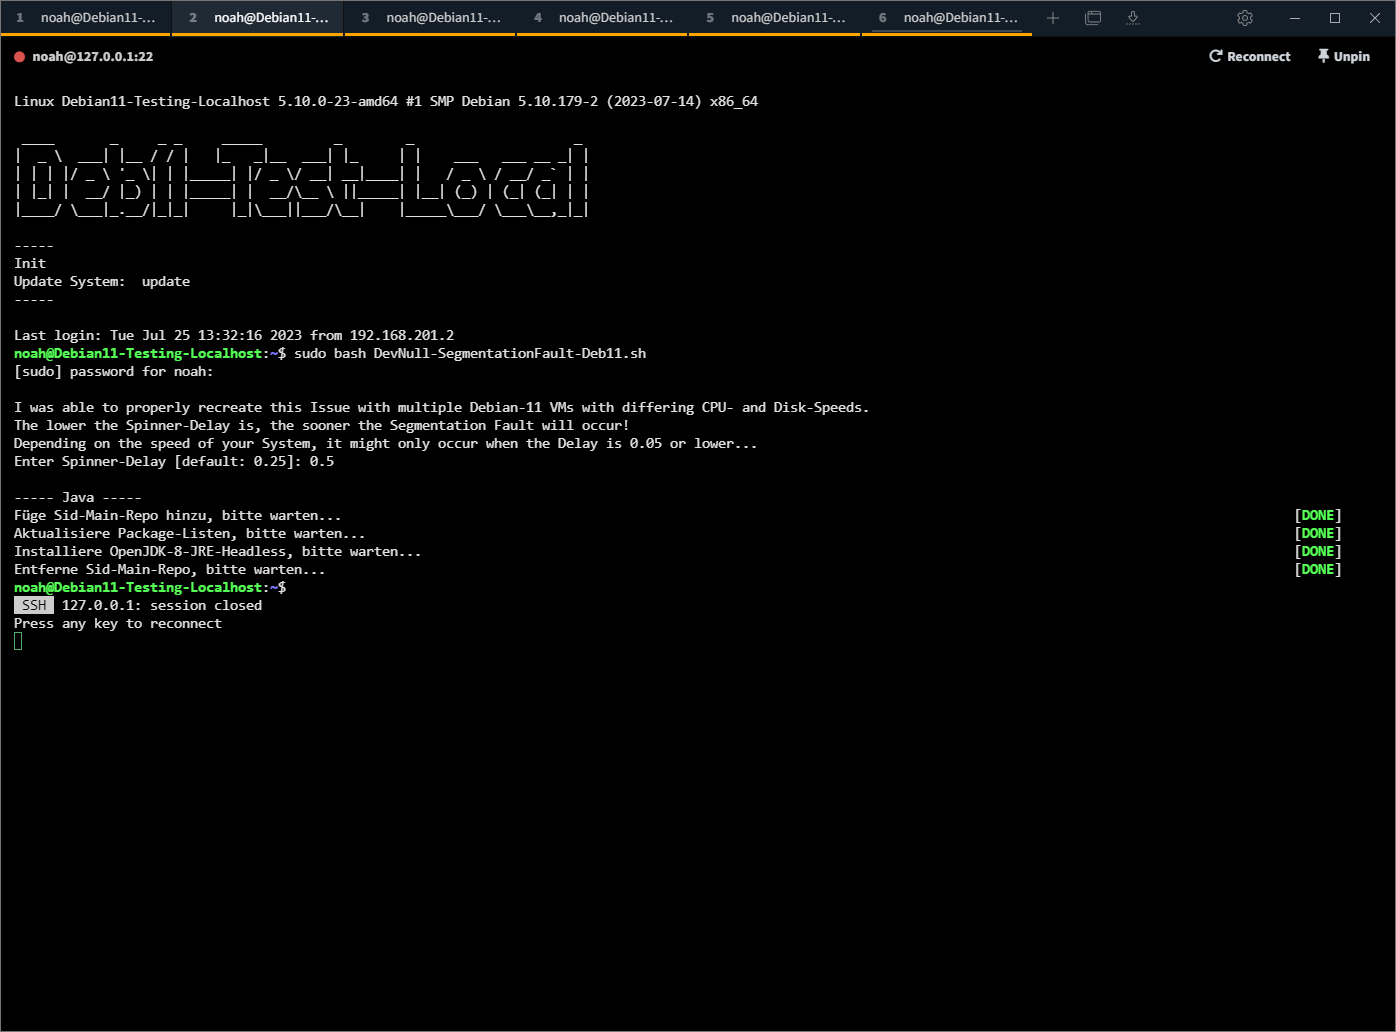 1 noah@Debian11-... 2 noah@Debian11-... 3 noah@Debian11-... 4 noah@Debian11-... 5 noah@Debian11-... 6 noah@Debian11-...
noah@127.0.0.1:22 Reconnect Unpin
Linux Debian11-Testing-Localhost 5.10.0-23-amd64 #1 SMP Debian 5.10.179-2 (2023-07-14) x86_64
Deb11-Test-Local
-----
Init
Update System:  update
-----
Last login: Tue Jul 25 13:32:16 2023 from 192.168.201.2
noah@Debian11-Testing-Localhost:~$ sudo bash DevNull-SegmentationFault-Deb11.sh
[sudo] password for noah:
I was able to properly recreate this Issue with multiple Debian-11 VMs with differing CPU- and Disk-Speeds.
The lower the Spinner-Delay is, the sooner the Segmentation Fault will occur!
Depending on the speed of your System, it might only occur when the Delay is 0.05 or lower...
Enter Spinner-Delay [default: 0.25]: 0.5
----- Java -----
Füge Sid-Main-Repo hinzu, bitte warten... [DONE]
Aktualisiere Package-Listen, bitte warten... [DONE]
Installiere OpenJDK-8-JRE-Headless, bitte warten... [DONE]
Entferne Sid-Main-Repo, bitte warten... [DONE]
noah@Debian11-Testing-Localhost:~$
SSH 127.0.0.1: session closed
Press any key to reconnect